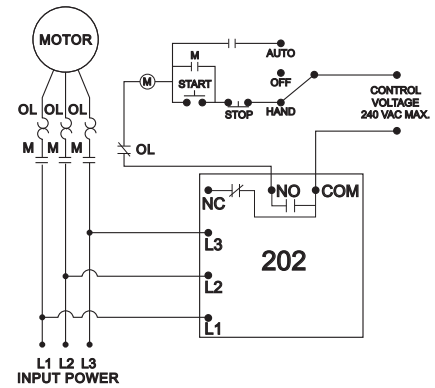 MOTOR
M
AUTO
OFF
M
START
STOP
HAND
CONTROL
VOLTAGE
240 VAC MAX.
OL OL OL
M M M
OL
NC
NO
COM
L3
202
L2
L1
L1 L2 L3
INPUT POWER